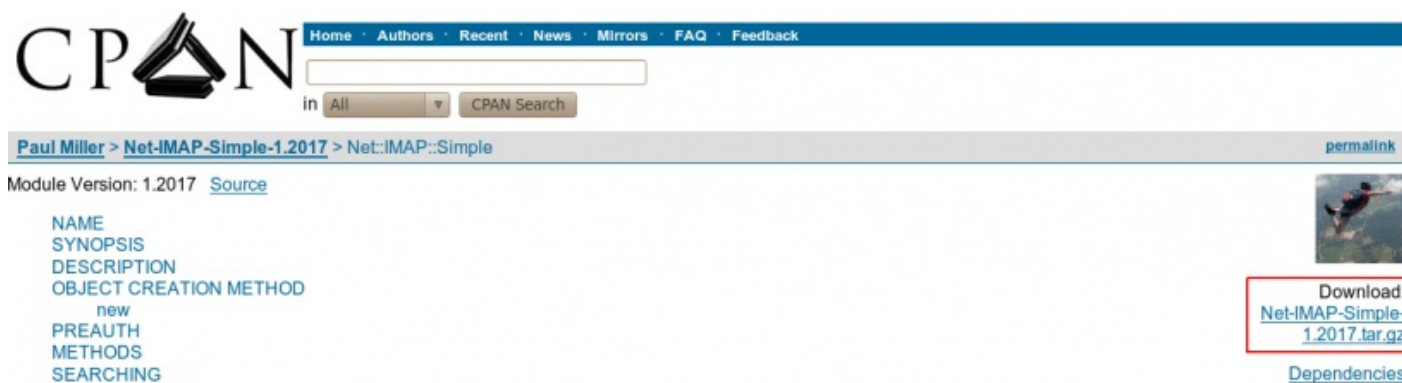 CPAN
Home · Authors · Recent · News · Mirrors · FAQ · Feedback
in All CPAN Search
Paul Miller > Net-IMAP-Simple-1.2017 > Net::IMAP::Simple
permalink
Module Version: 1.2017 Source
NAME
SYNOPSIS
DESCRIPTION
OBJECT CREATION METHOD
new
PREAUTH
METHODS
SEARCHING
Download
Net-IMAP-Simple-
1.2017.tar.gz
Dependencies